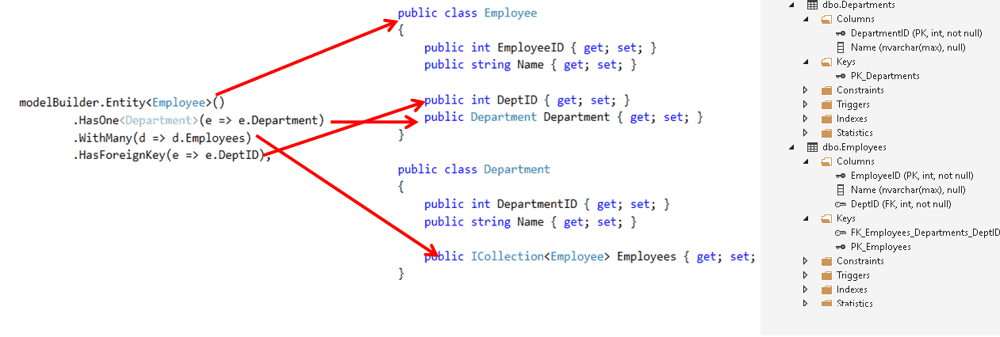 modelBuilder.Entity<Employee>()
.HasOne<Department>(e => e.Department)
.WithMany(d => d.Employees)
.HasForeignKey(e => e.DeptID);
public class Employee
{
public int EmployeeID { get; set; }
public string Name { get; set; }
public int DeptID { get; set; }
public Department Department { get; set; }
}
public class Department
{
public int DepartmentID { get; set; }
public string Name { get; set; }
public ICollection<Employee> Employees { get; set;
}
dbo.Departments
Columns
DepartmentID (PK, int, not null)
Name (nvarchar(max), null)
Keys
PK_Departments
Constraints
Triggers
Indexes
Statistics
dbo.Employees
Columns
EmployeeID (PK, int, not null)
Name (nvarchar(max), null)
DeptID (FK, int, not null)
Keys
FK_Employees_Departments_DeptID
PK_Employees
Constraints
Triggers
Indexes
Statistics